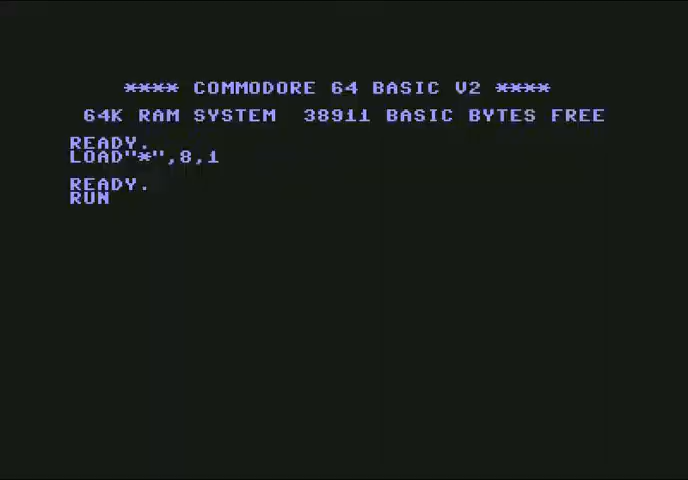 **** COMMODORE 64 BASIC V2 ****
64K RAM SYSTEM  38911 BASIC BYTES FREE
READY.
LOAD"*",8,1
READY.
RUN